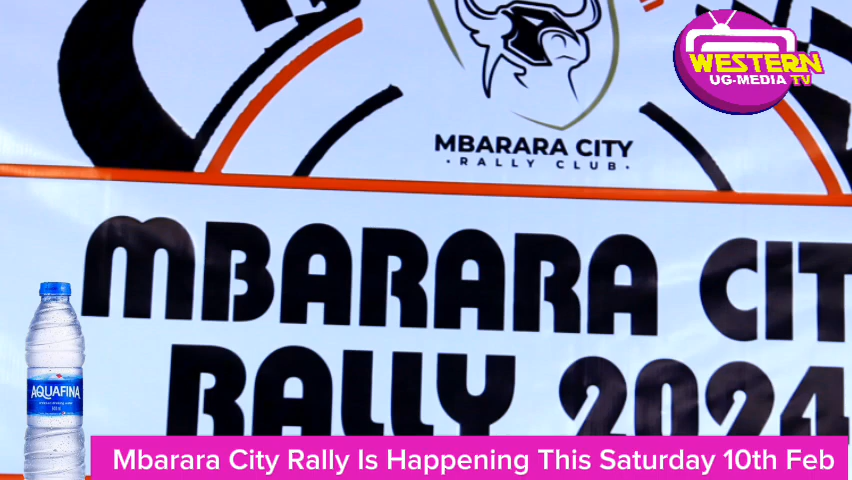 WESTERN
UG-MEDIA TV
MBARARA CITY
· RALLY CLUB ·
MBARARA CIT
RALLY 2024
AQUAFINA
Mbarara City Rally Is Happening This Saturday 10th Feb